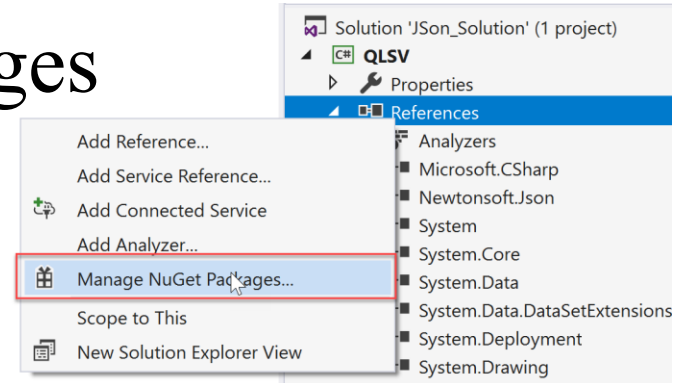 ges
Solution 'JSon_Solution' (1 project)
C# QLSV
Properties
References
Analyzers
Microsoft.CSharp
Newtonsoft.Json
System
System.Core
System.Data
System.Data.DataSetExtensions
System.Deployment
System.Drawing
Add Reference...
Add Service Reference...
Add Connected Service
Add Analyzer...
Manage NuGet Packages...
Scope to This
New Solution Explorer View